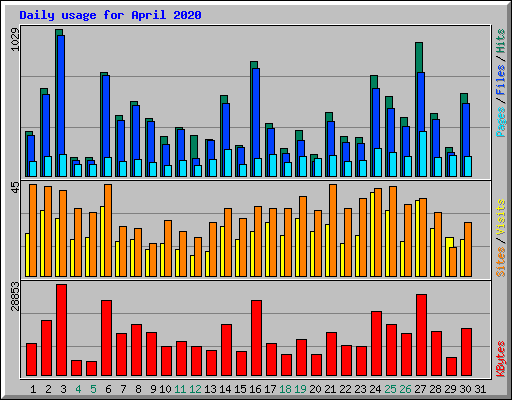 Daily usage for April 2020
1029
Pages / Files / Hits
45
Sites / Visits
28853
KBytes
1 2 3 4 5 6 7 8 9 10 11 12 13 14 15 16 17 18 19 20 21 22 23 24 25 26 27 28 29 30 31